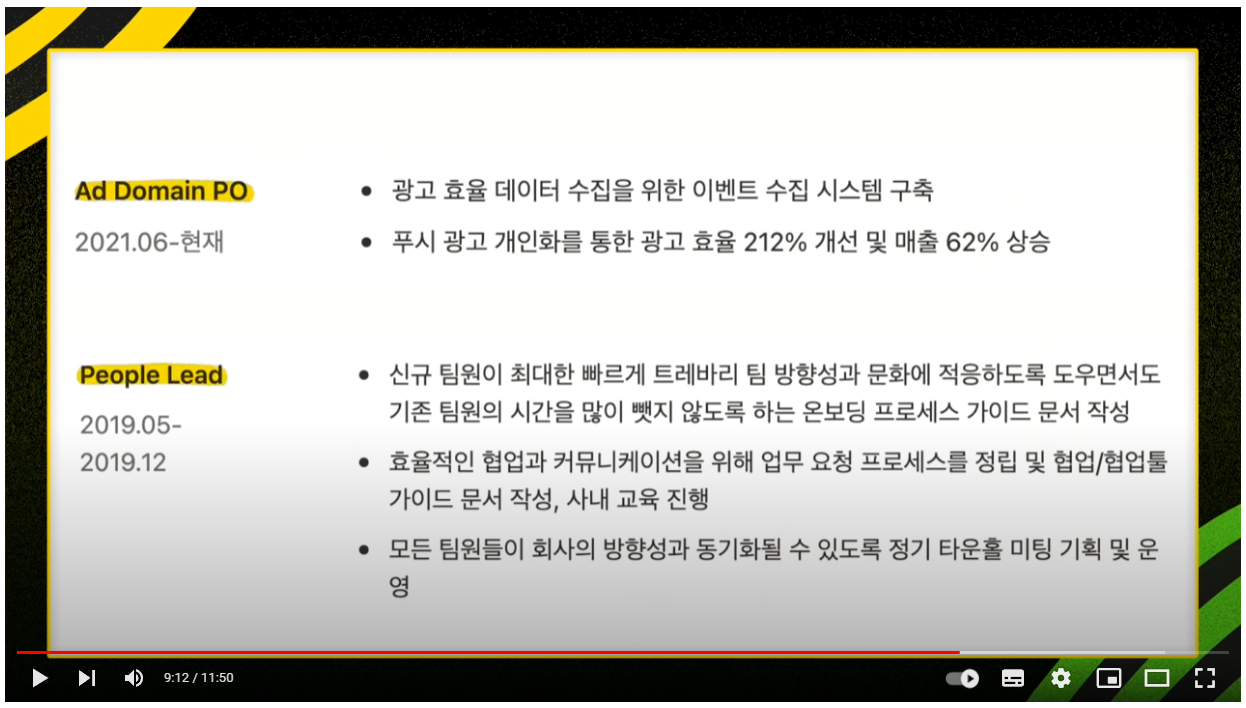 Ad Domain PO
2021.06-현재
• 광고 효율 데이터 수집을 위한 이벤트 수집 시스템 구축
• 푸시 광고 개인화를 통한 광고 효율 212% 개선 및 매출 62% 상승
People Lead
2019.05-
2019.12
• 신규 팀원이 최대한 빠르게 트레바리 팀 방향성과 문화에 적응하도록 도우면서도
기존 팀원의 시간을 많이 뺏지 않도록 하는 온보딩 프로세스 가이드 문서 작성
• 효율적인 협업과 커뮤니케이션을 위해 업무 요청 프로세스를 정립 및 협업/협업툴
가이드 문서 작성, 사내 교육 진행
• 모든 팀원들이 회사의 방향성과 동기화될 수 있도록 정기 타운홀 미팅 기획 및 운
영
9:12 / 11:50